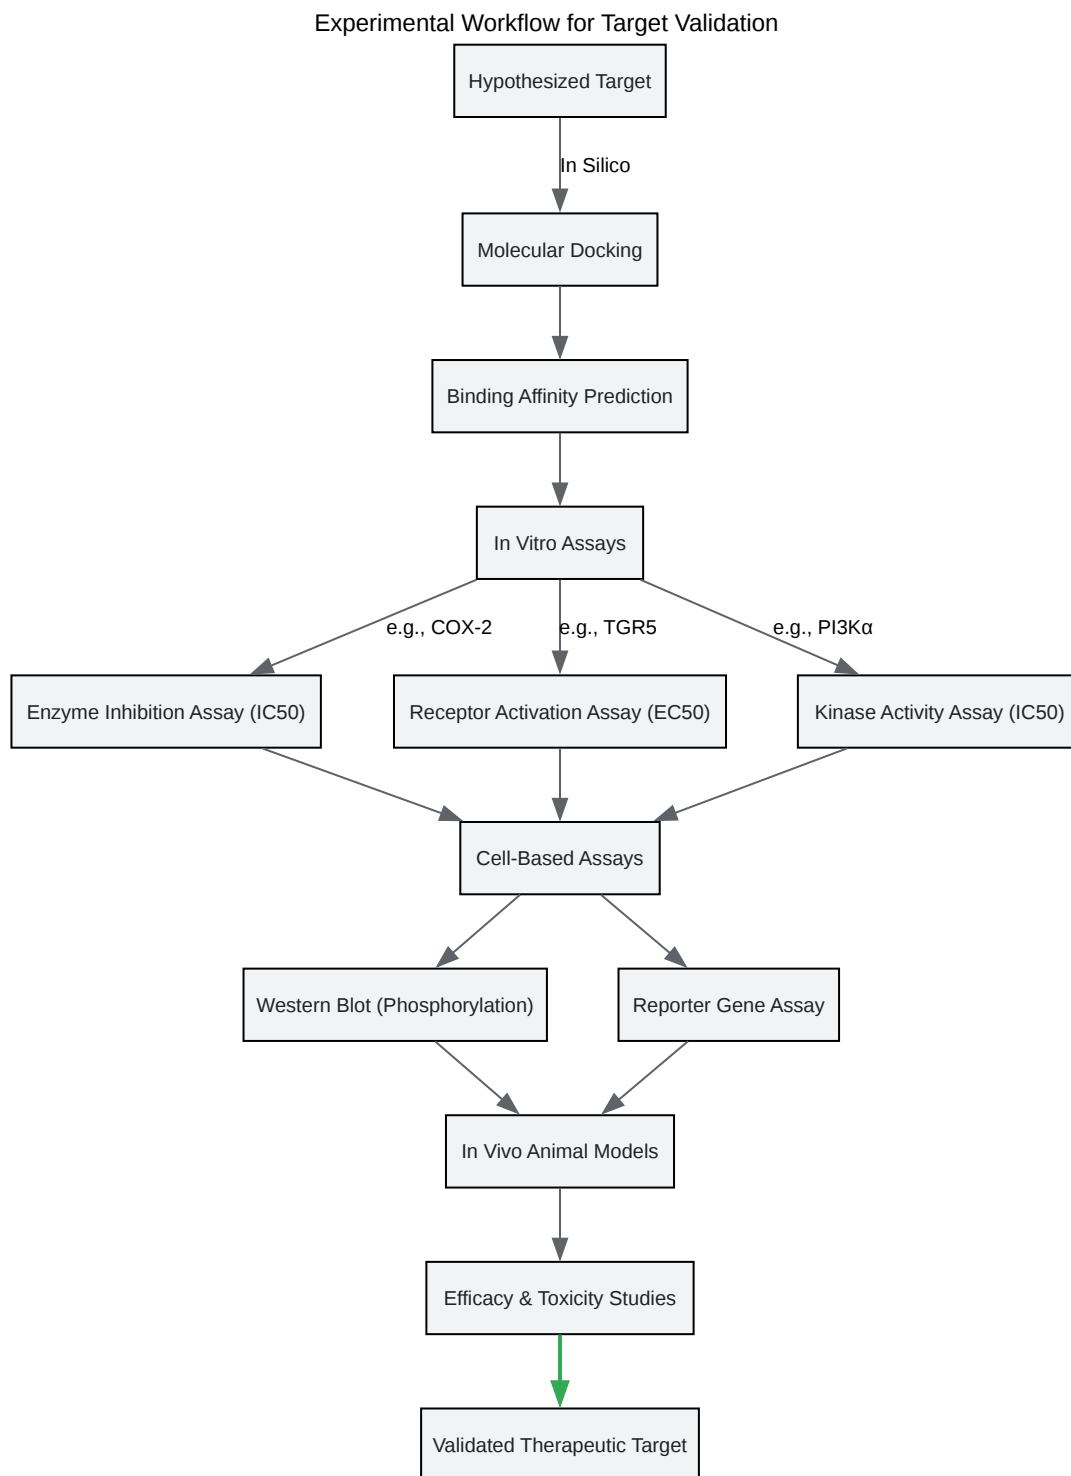 Experimental Workflow for Target Validation
Hypothesized Target
In Silico
Molecular Docking
Binding Affinity Prediction
In Vitro Assays
e.g., COX-2
e.g., TGR5
e.g., PI3Kα
Enzyme Inhibition Assay (IC50)
Receptor Activation Assay (EC50)
Kinase Activity Assay (IC50)
Cell-Based Assays
Western Blot (Phosphorylation)
Reporter Gene Assay
In Vivo Animal Models
Efficacy & Toxicity Studies
Validated Therapeutic Target